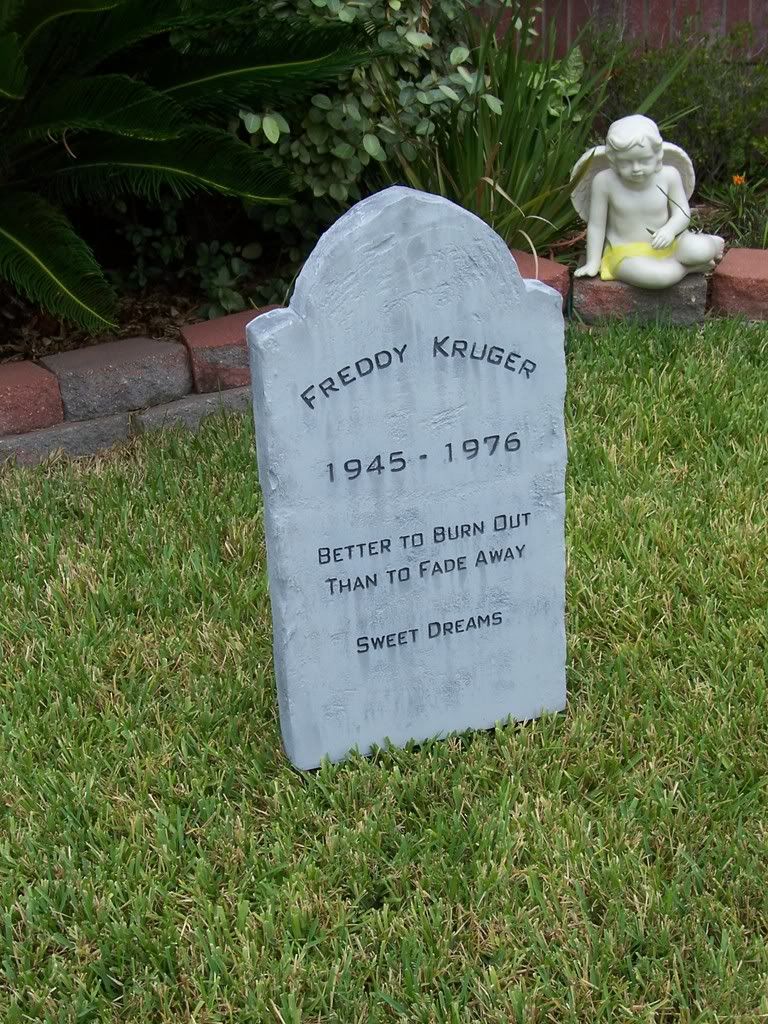 Freddy Kruger
1945 - 1976
Better to Burn Out
Than to Fade Away
Sweet Dreams